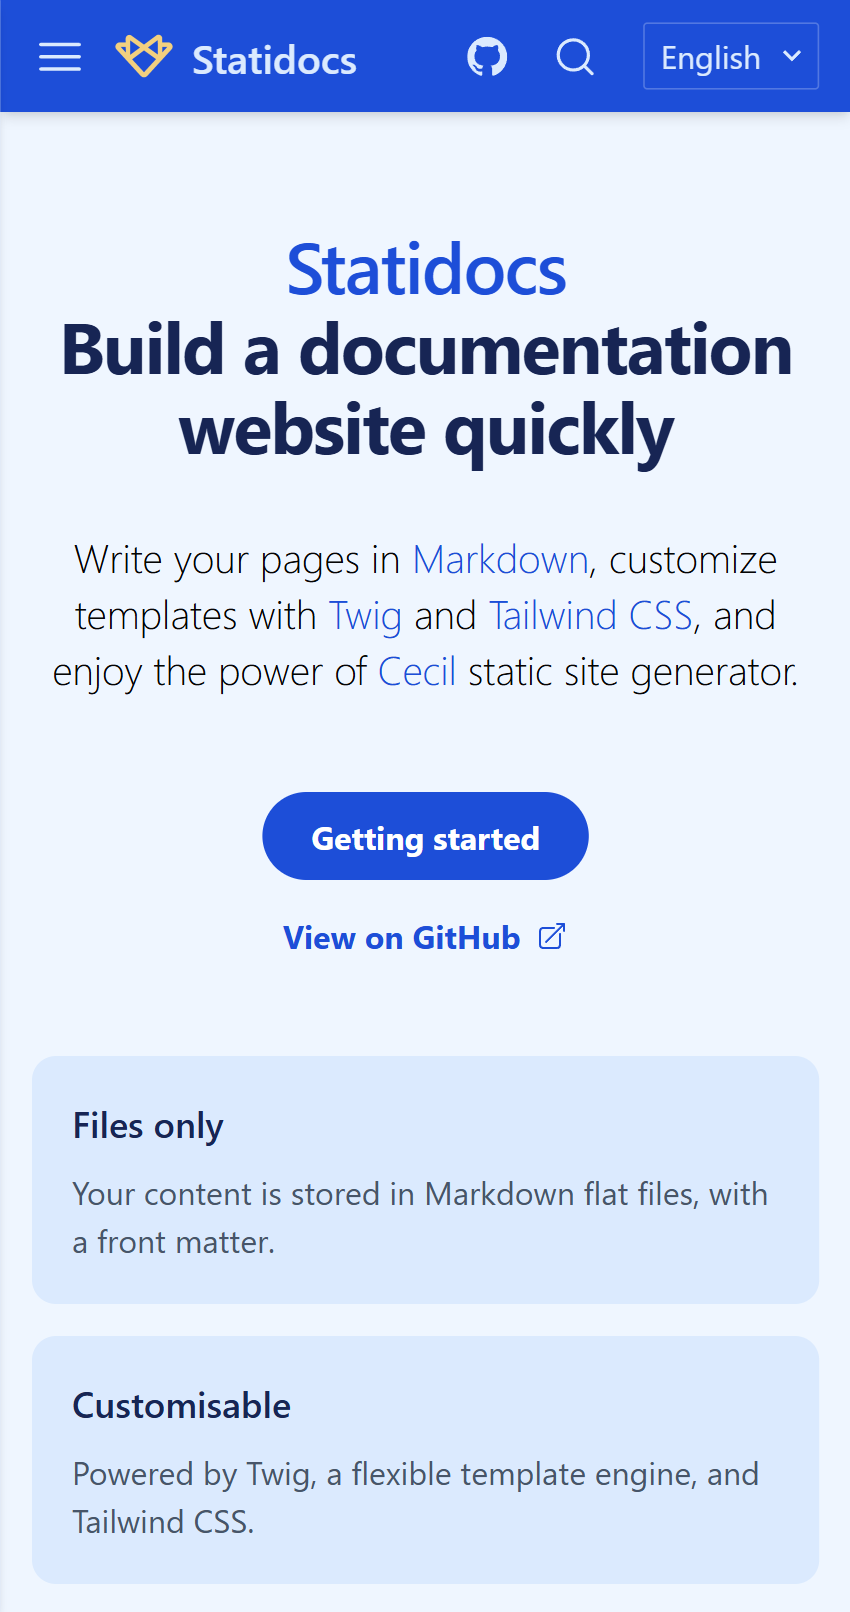 Statidocs
English
Statidocs
Build a documentation
website quickly
Write your pages in Markdown, customize
templates with Twig and Tailwind CSS, and
enjoy the power of Cecil static site generator.
Getting started
View on GitHub
Files only
Your content is stored in Markdown flat files, with
a front matter.
Customisable
Powered by Twig, a flexible template engine, and
Tailwind CSS.